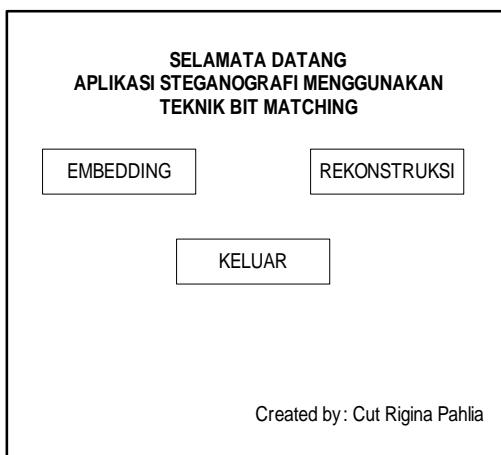 SELAMATA DATANG
APLIKASI STEGANOGRAFI MENGGUNAKAN
TEKNIK BIT MATCHING
EMBEDDING
REKONSTRUKSI
KELUAR
Created by : Cut Rigina Pahlia